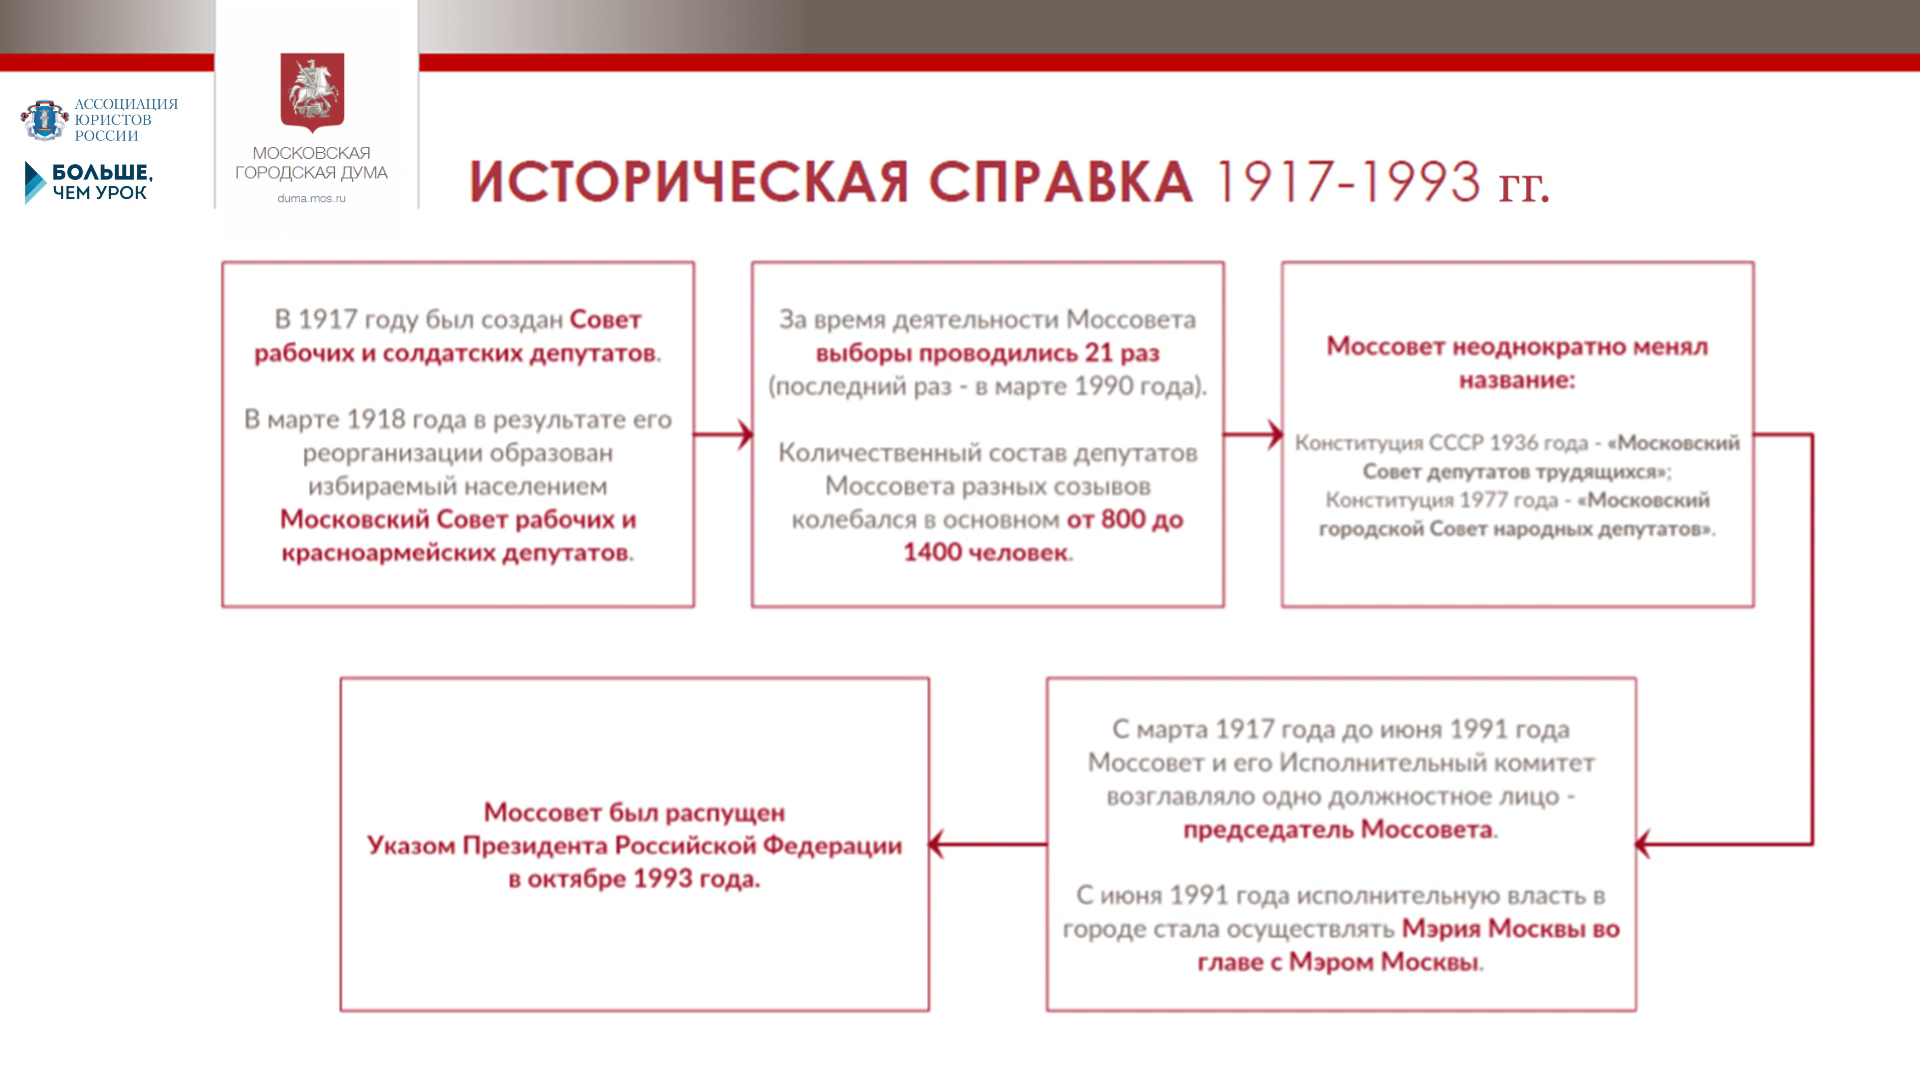 АССОЦИАЦИЯ
ЮРИСТОВ
РОССИИ
БОЛЬШЕ,
ЧЕМ УРОК
МОСКОВСКАЯ
ГОРОДСКАЯ ДУМА
duma.mos.ru
ИСТОРИЧЕСКАЯ СПРАВКА 1917-1993 гг.
В 1917 году был создан Совет
рабочих и солдатских депутатов.
В марте 1918 года в результате его
реорганизации образован
избираемый населением
Московский Совет рабочих и
красноармейских депутатов.
За время деятельности Моссовета
выборы проводились 21 раз
(последний раз - в марте 1990 года).
Количественный состав депутатов
Моссовета разных созывов
колебался в основном от 800 до
1400 человек.
Моссовет неоднократно менял
название:
Конституция СССР 1936 года - «Московский
Совет депутатов трудящихся»;
Конституция 1977 года - «Московский
городской Совет народных депутатов».
С марта 1917 года до июня 1991 года
Моссовет и его Исполнительный комитет
возглавляло одно должностное лицо -
председатель Моссовета.
С июня 1991 года исполнительную власть в
городе стала осуществлять Мэрия Москвы во
главе с Мэром Москвы.
Моссовет был распущен
Указом Президента Российской Федерации
в октябре 1993 года.